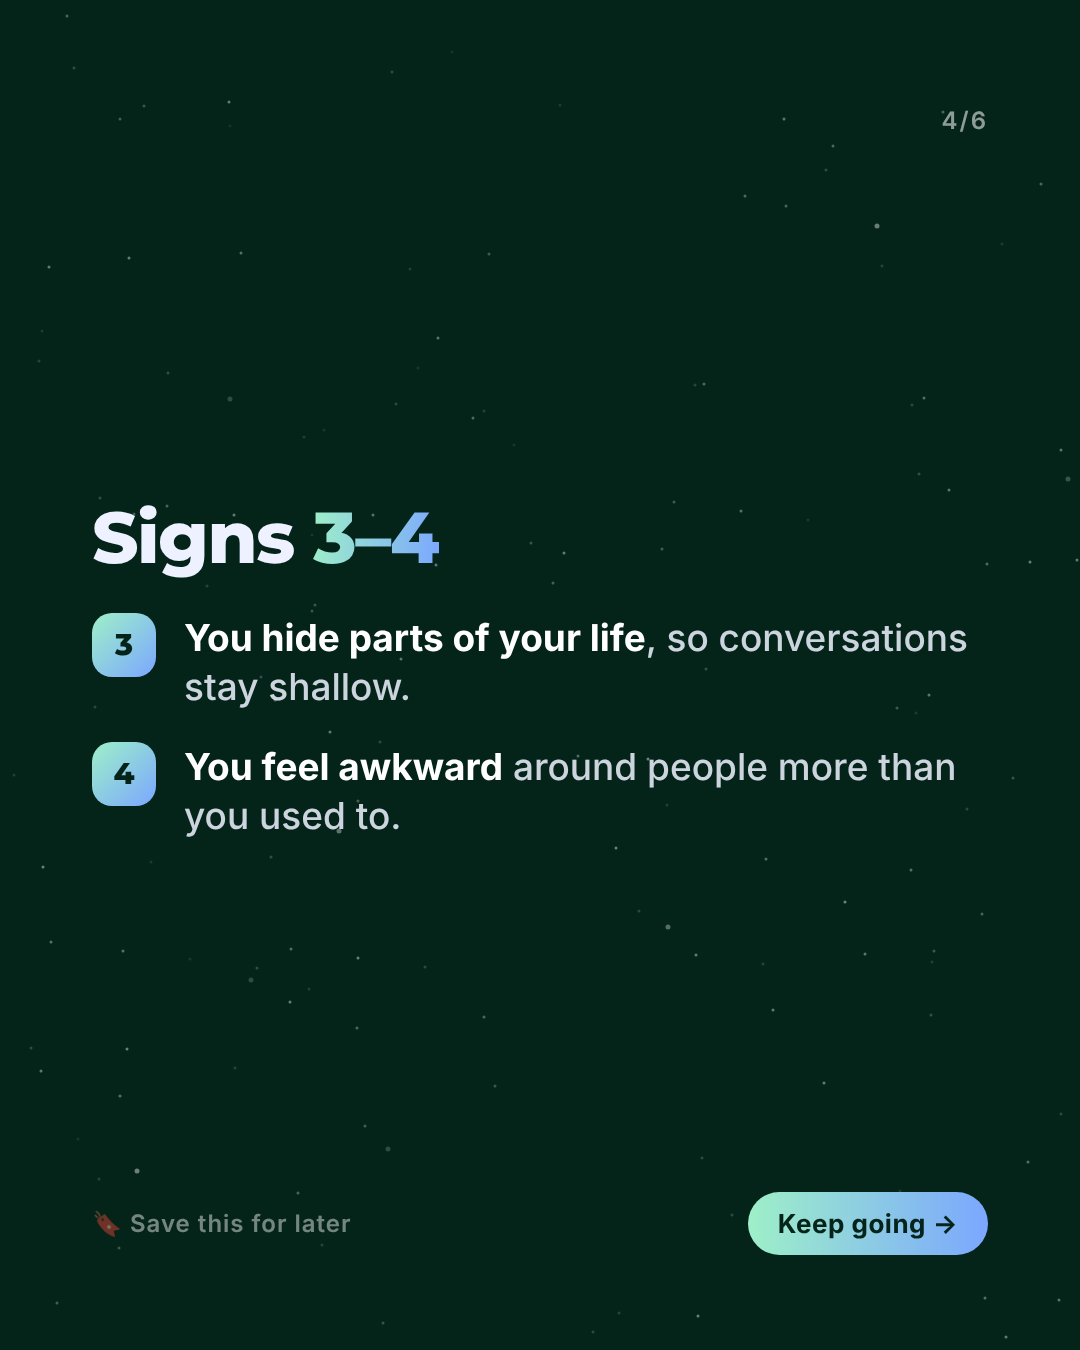 4/6
Signs 3–4
3
You hide parts of your life, so conversations
stay shallow.
4
You feel awkward around people more than
you used to.
🔖 Save this for later
Keep going →